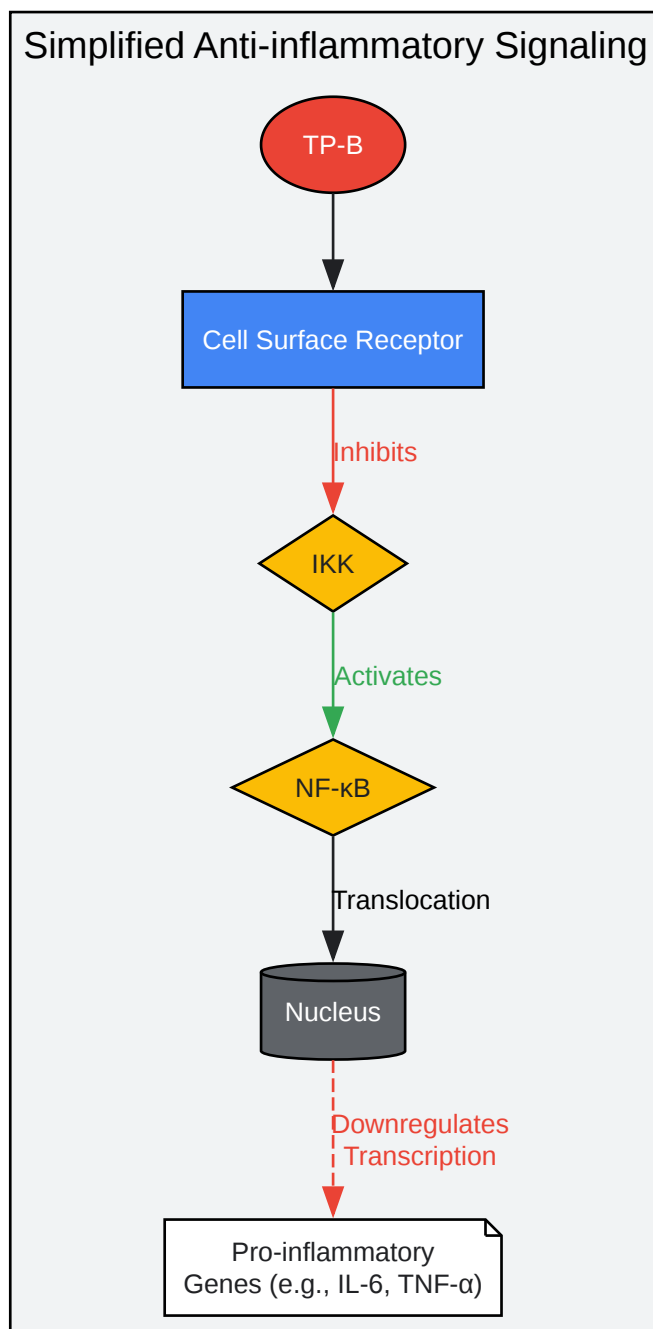 Simplified Anti-inflammatory Signaling
TP-B
Cell Surface Receptor
Inhibits
IKK
Activates
NF-κB
Translocation
Nucleus
Downregulates
Transcription
Pro-inflammatory
Genes (e.g., IL-6, TNF-α)